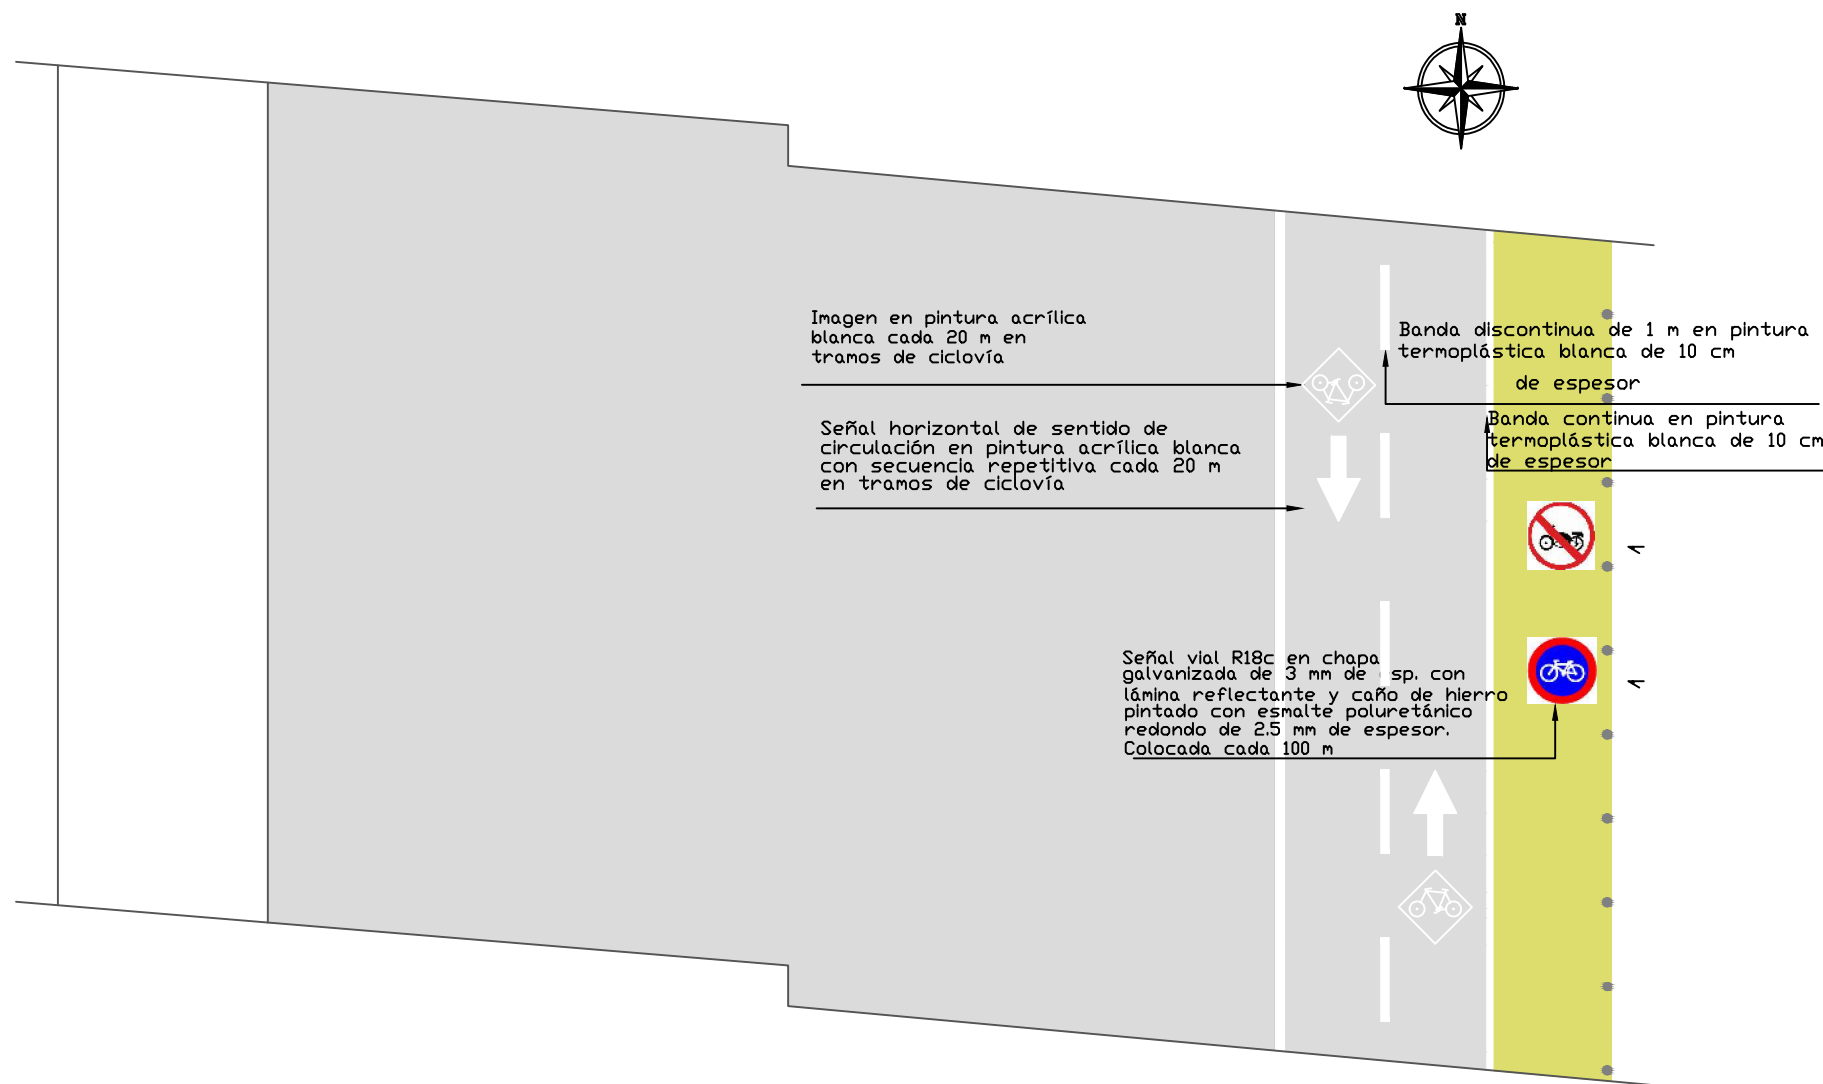 N
Imagen en pintura acrílica
blanca cada 20 m en
tramos de ciclovía
Banda discontinua de 1 m en pintura
termoplástica blanca de 10 cm
de espesor
Señal horizontal de sentido de
circulación en pintura acrílica blanca
con secuencia repetitiva cada 20 m
en tramos de ciclovía
Banda continua en pintura
termoplástica blanca de 10 cm
de espesor
Señal vial R18c en chapa
galvanizada de 3 mm de sp. con
lámina reflectante y caño de hierro
pintado con esmalte poluretánico
redondo de 2.5 mm de espesor.
Colocada cada 100 m